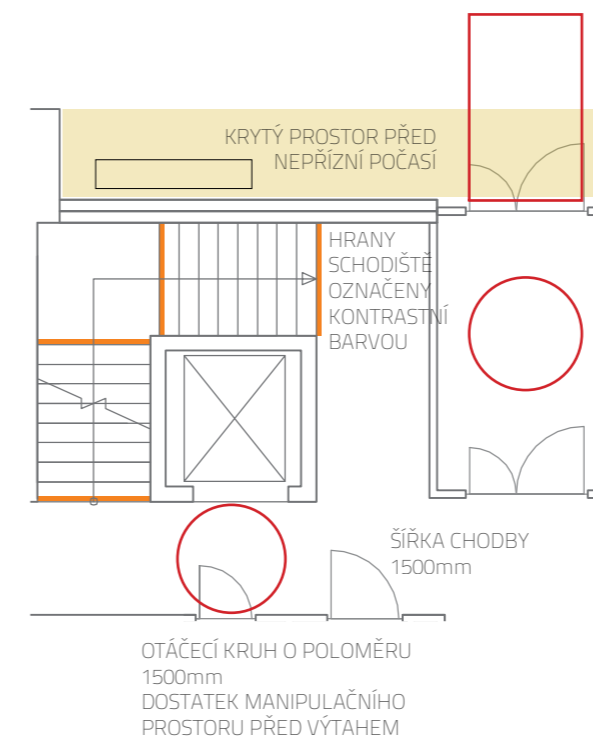 KRYTÝ PROSTOR PŘED
NEPŘÍZNÍ POČASÍ
HRANY
SCHODIŠTĚ
OZNAČENY
KONTRASTNÍ
BARVOU
ŠÍŘKA CHODBY
1500mm
OTÁČECÍ KRUH O POLOMĚRU
1500mm
DOSTATEK MANIPULAČNÍHO
PROSTORU PŘED VÝTAHEM